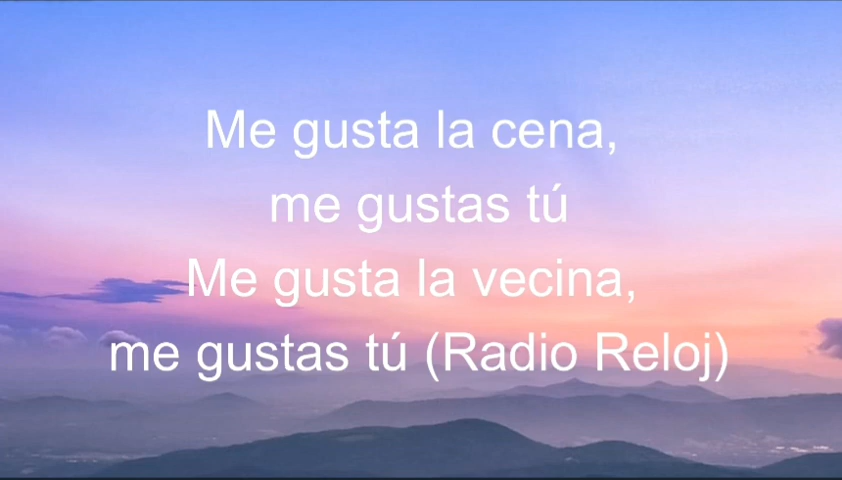 Me gusta la cena,
me gustas tú
Me gusta la vecina,
me gustas tú (Radio Reloj)